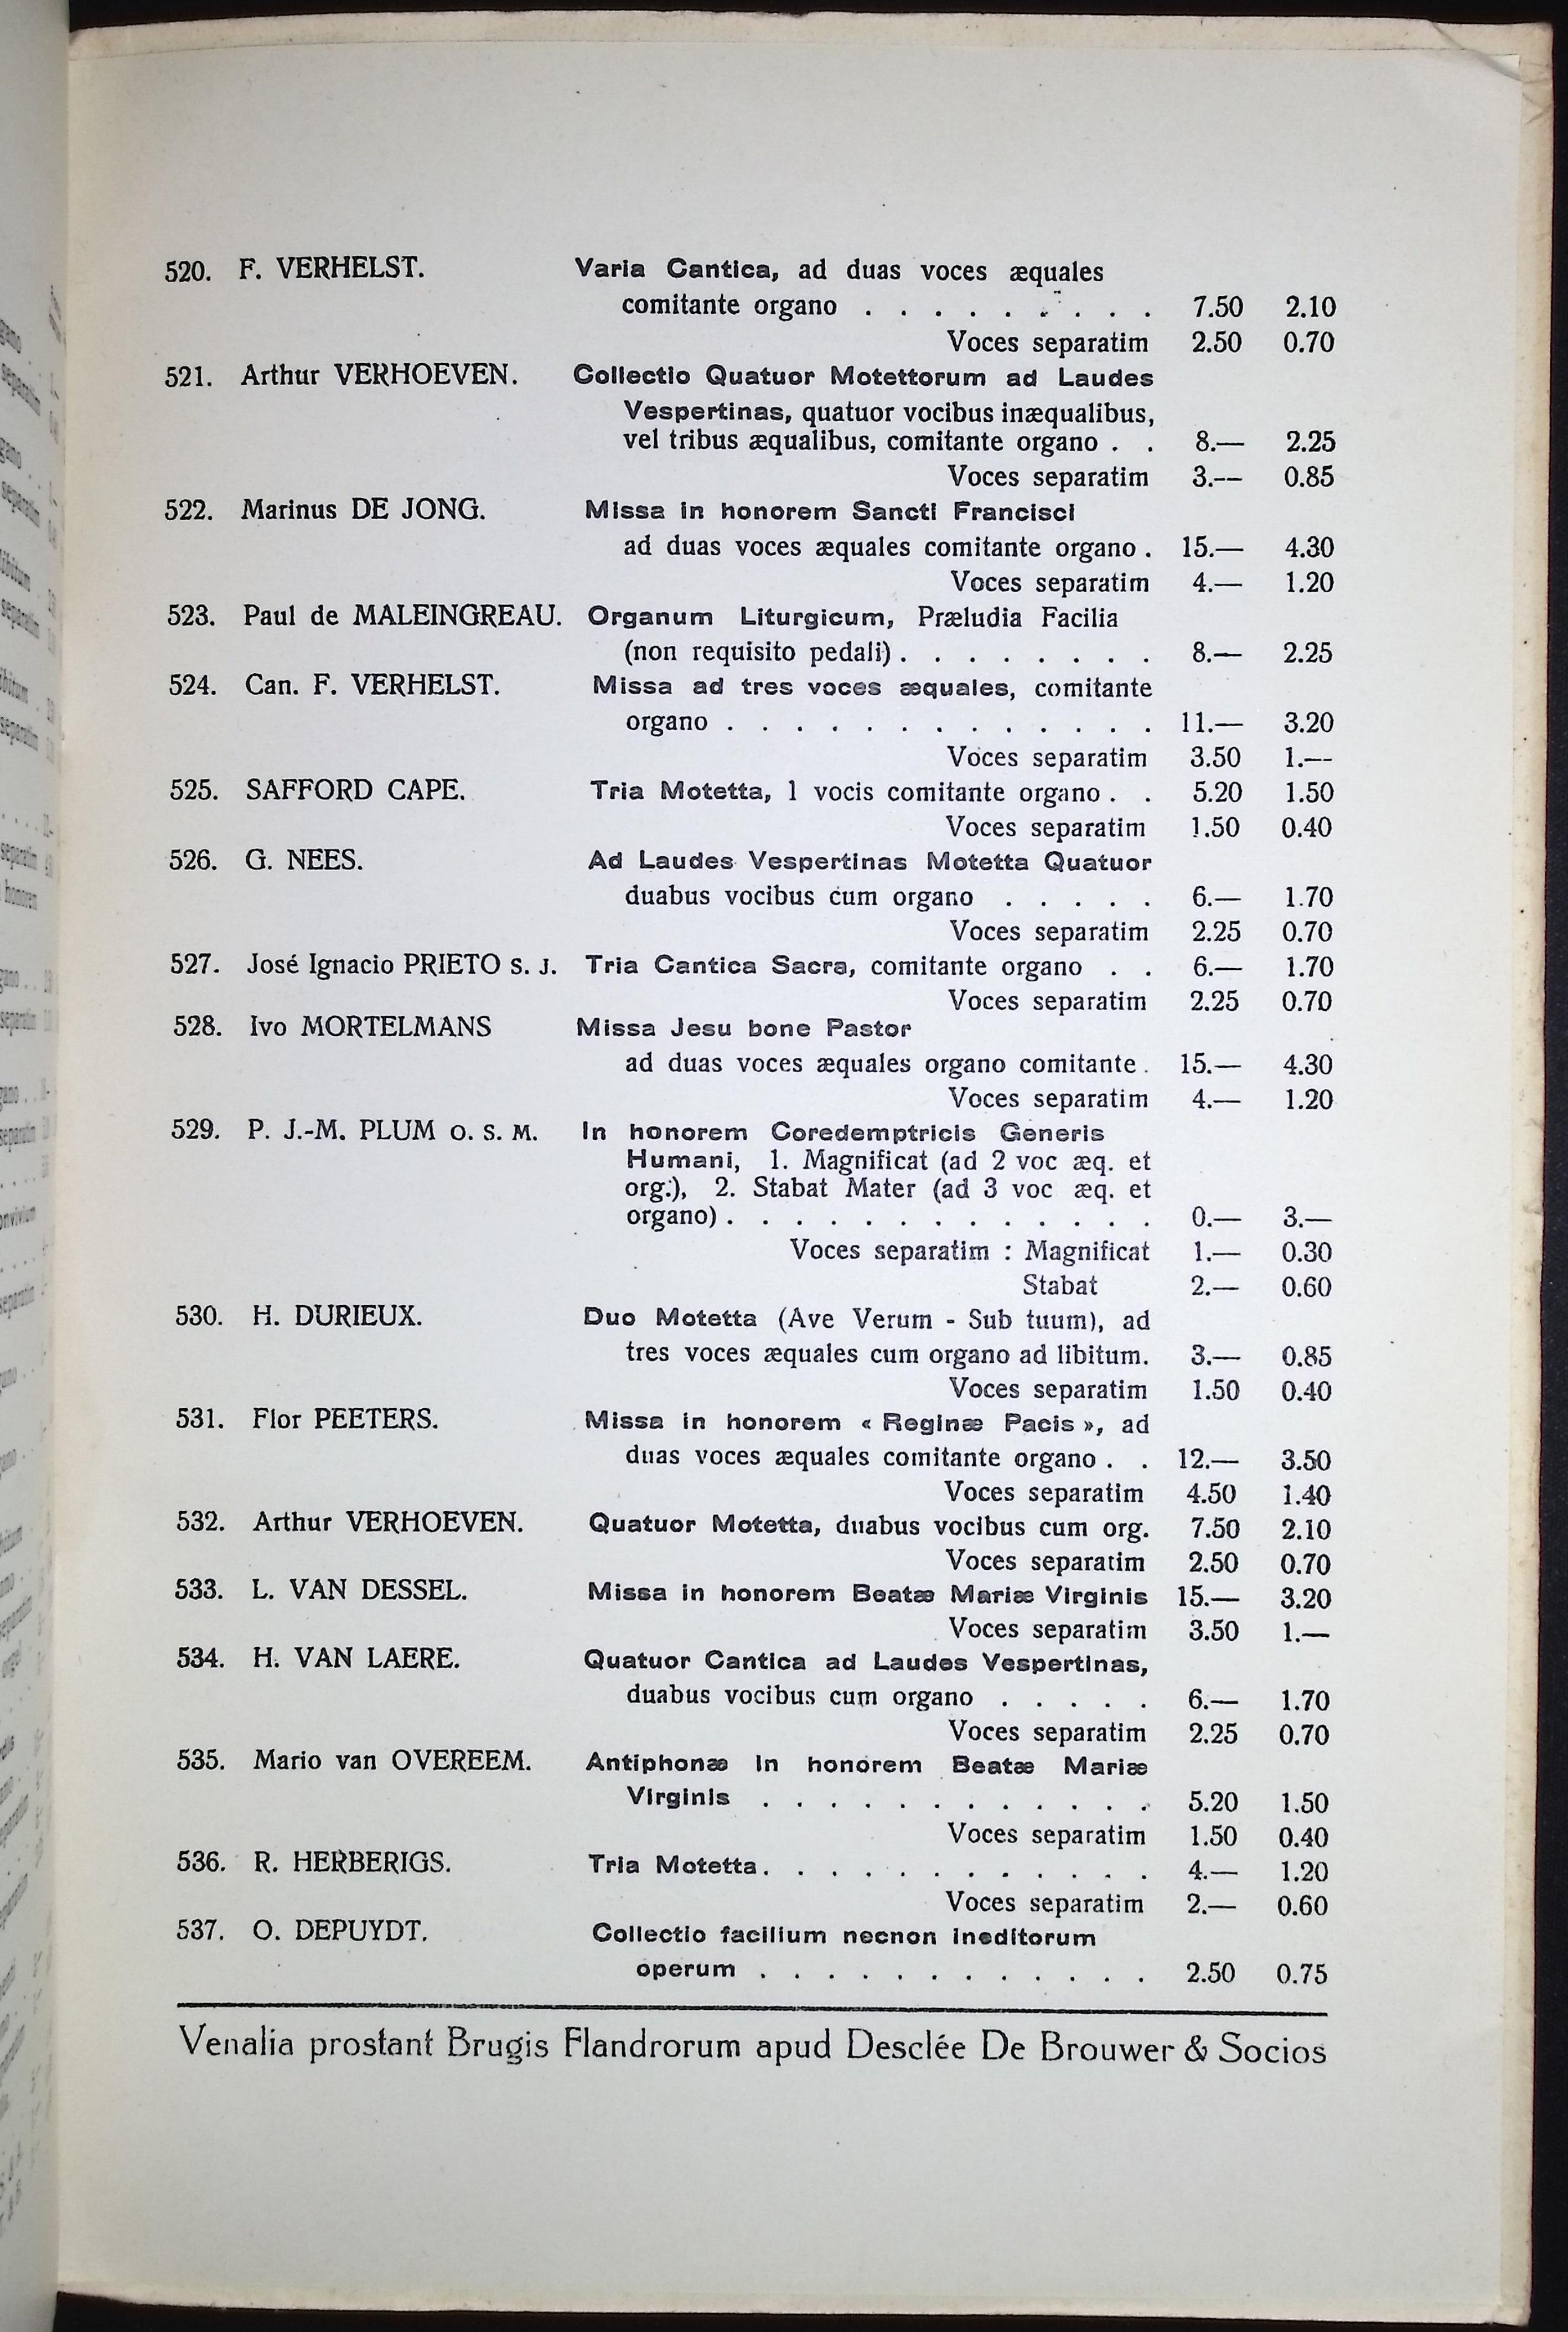 520. F. VERHELST. Varia Cantica, ad duas voces æquales
comitante organo . . . . . . . . . 7.50 2.10
Voces separatim 2.50 0.70
521. Arthur VERHOEVEN. Collectio Quatuor Motettorum ad Laudes
Vespertinas, quatuor vocibus inæqualibus,
vel tribus æqualibus, comitante organo . . 8.— 2.25
Voces separatim 3.-- 0.85
522. Marinus DE JONG. Missa in honorem Sancti Francisci
ad duas voces æquales comitante organo . 15.— 4.30
Voces separatim 4.— 1.20
523. Paul de MALEINGREAU. Organum Liturgicum, Præludia Facilia
(non requisito pedali) . . . . . . . . 8.— 2.25
524. Can. F. VERHELST. Missa ad tres voces æquales, comitante
organo . . . . . . . . . . . . . 11.— 3.20
Voces separatim 3.50 1.--
525. SAFFORD CAPE. Tria Motetta, 1 vocis comitante organo . . 5.20 1.50
Voces separatim 1.50 0.40
526. G. NEES. Ad Laudes Vespertinas Motetta Quatuor
duabus vocibus cum organo . . . . . 6.— 1.70
Voces separatim 2.25 0.70
527. José Ignacio PRIETO S. J. Tria Cantica Sacra, comitante organo . . 6.— 1.70
Voces separatim 2.25 0.70
528. Ivo MORTELMANS Missa Jesu bone Pastor
ad duas voces æquales organo comitante . 15.— 4.30
Voces separatim 4.— 1.20
529. P. J.-M. PLUM O. S. M. In honorem Coredemptricis Generis
Humani, 1. Magnificat (ad 2 voc æq. et
org.), 2. Stabat Mater (ad 3 voc æq. et
organo) . . . . . . . . . . . . . 0.— 3.—
Voces separatim : Magnificat 1.— 0.30
Stabat 2.— 0.60
530. H. DURIEUX. Duo Motetta (Ave Verum - Sub tuum), ad
tres voces æquales cum organo ad libitum. 3.— 0.85
Voces separatim 1.50 0.40
531. Flor PEETERS. Missa in honorem « Reginæ Pacis », ad
duas voces æquales comitante organo . . 12.— 3.50
Voces separatim 4.50 1.40
532. Arthur VERHOEVEN. Quatuor Motetta, duabus vocibus cum org. 7.50 2.10
Voces separatim 2.50 0.70
533. L. VAN DESSEL. Missa in honorem Beatæ Mariæ Virginis 15.— 3.20
Voces separatim 3.50 1.—
534. H. VAN LAERE. Quatuor Cantica ad Laudes Vespertinas,
duabus vocibus cum organo . . . . . 6.— 1.70
Voces separatim 2.25 0.70
535. Mario van OVEREEM. Antiphonæ in honorem Beatæ Mariæ
Virginis . . . . . . . . . . . . 5.20 1.50
Voces separatim 1.50 0.40
536. R. HERBERIGS. Tria Motetta . . . . . . . . . . . . 4.— 1.20
Voces separatim 2.— 0.60
537. O. DEPUYDT. Collectio facilium necnon ineditorum
operum . . . . . . . . . . . . 2.50 0.75
Venalia prostant Brugis Flandrorum apud Desclée De Brouwer & Socios